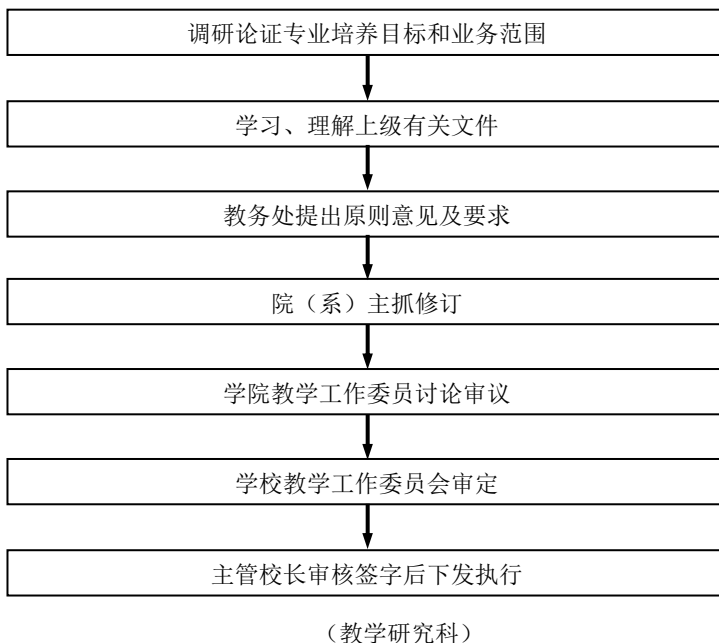 调研论证专业培养目标和业务范围
学习、理解上级有关文件
教务处提出原则意见及要求
院（系）主抓修订
学院教学工作委员讨论审议
学校教学工作委员会审定
主管校长审核签字后下发执行
（教学研究科）